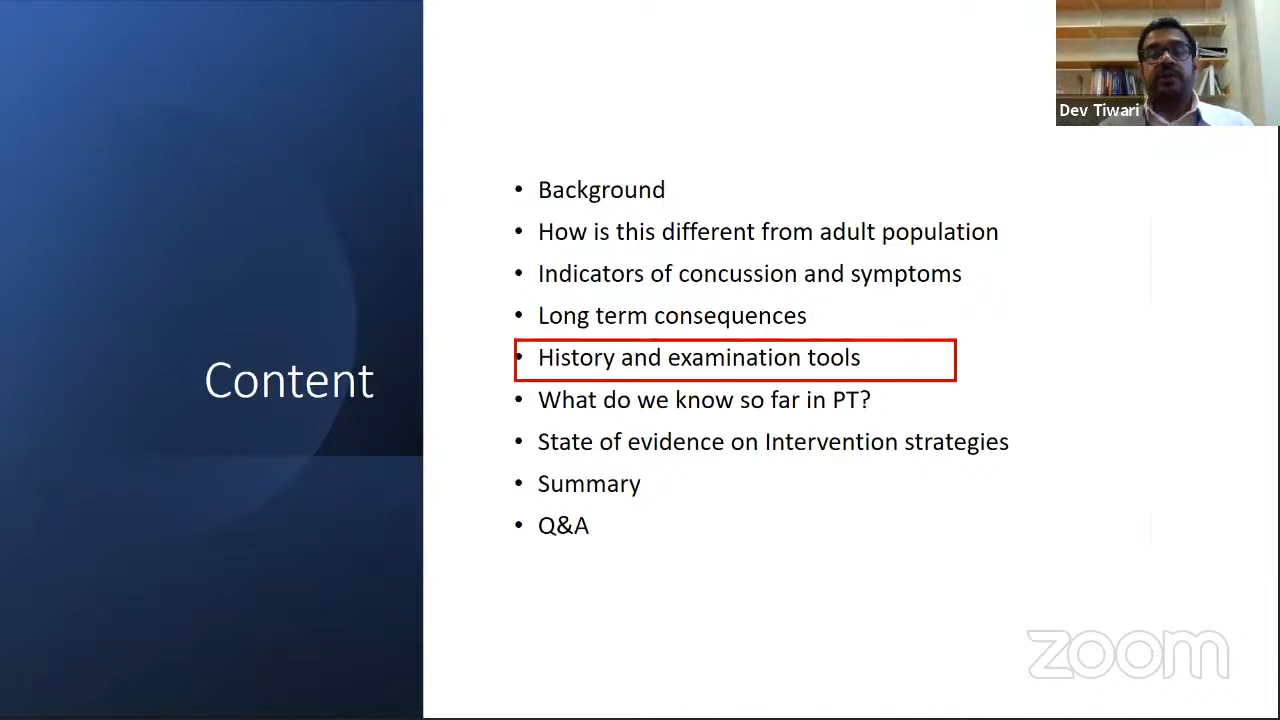 Dev Tiwari
Content
• Background
• How is this different from adult population
• Indicators of concussion and symptoms
• Long term consequences
• History and examination tools
• What do we know so far in PT?
• State of evidence on Intervention strategies
• Summary
• Q&A
zoom